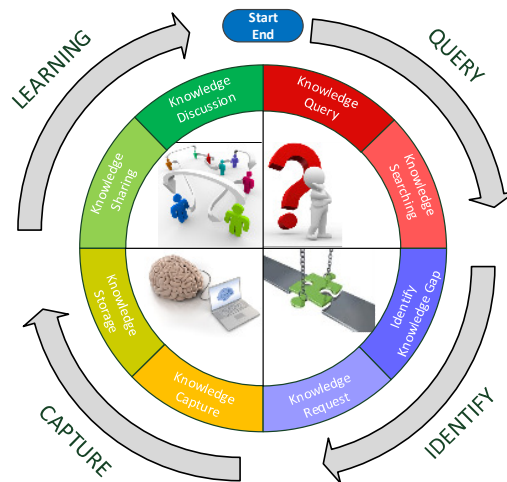 Start
End
QUERY
Knowledge
Query
Knowledge
Searching
Identify
Knowledge Gap
IDENTIFY
Knowledge
Request
Knowledge
Capture
CAPTURE
Knowledge
Storage
Knowledge
Sharing
LEARNING
Knowledge
Discussion